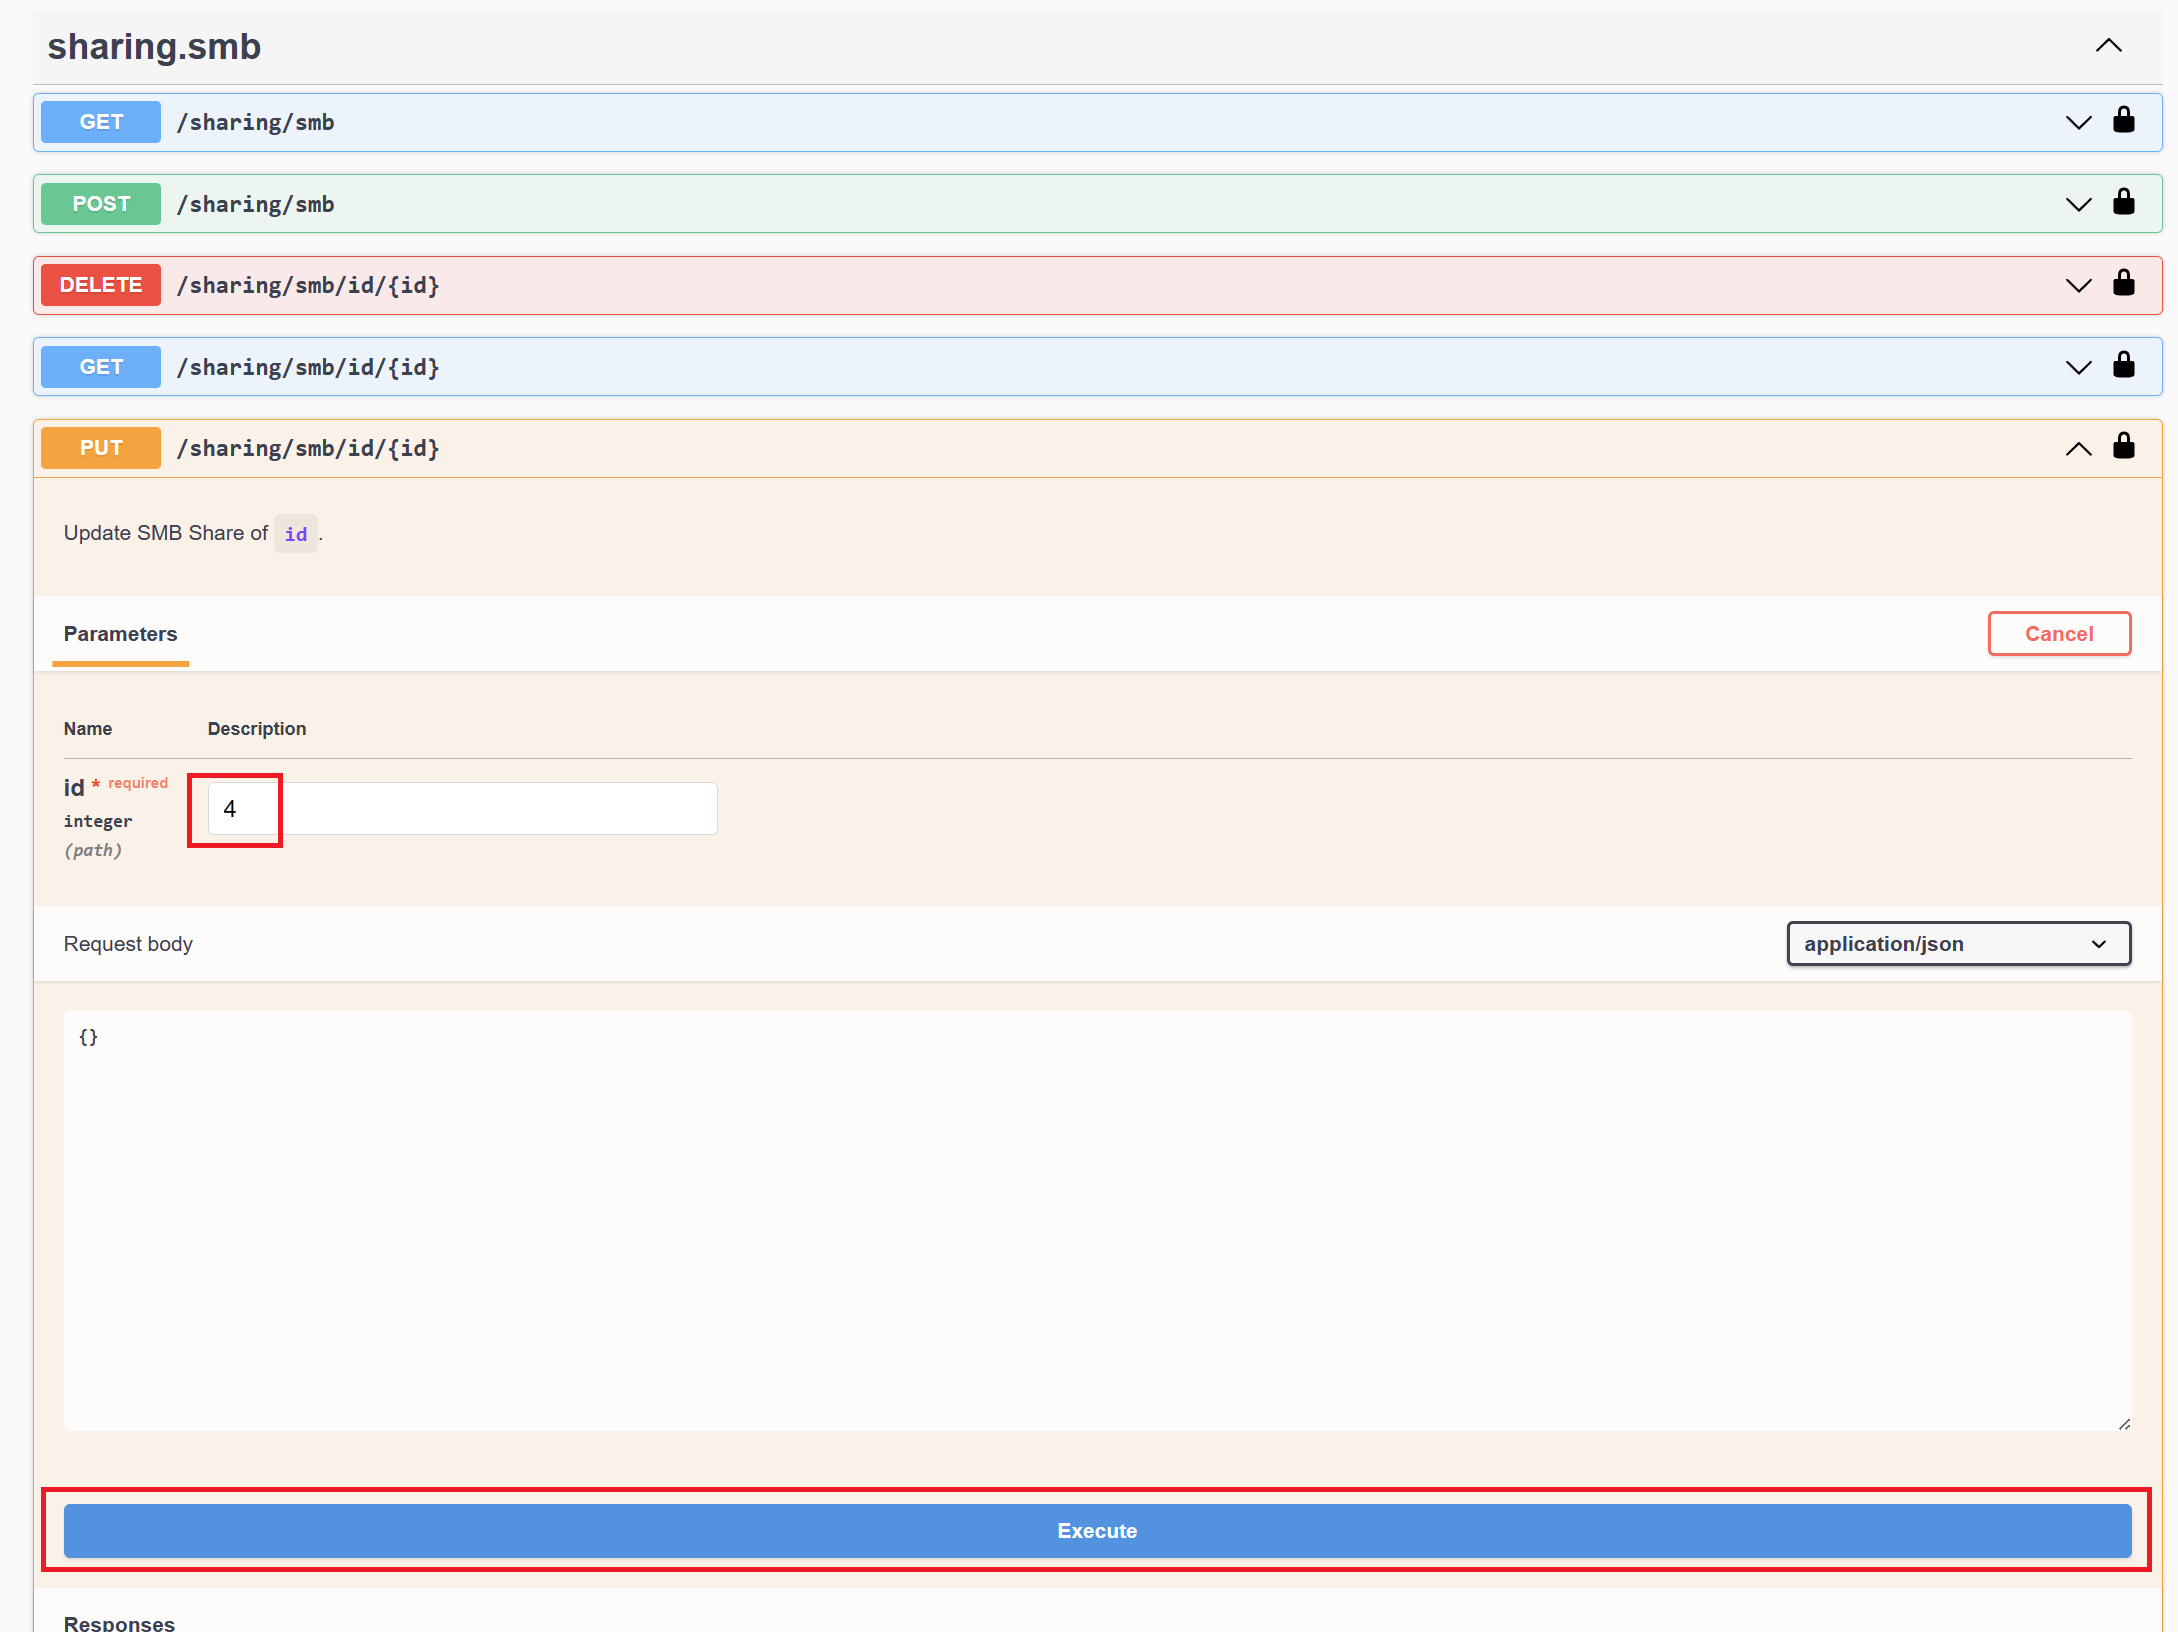 sharing.smb
GET /sharing/smb
POST /sharing/smb
DELETE /sharing/smb/id/{id}
GET /sharing/smb/id/{id}
PUT /sharing/smb/id/{id}
Update SMB Share of id.
Parameters
Cancel
Name Description
id * required
4
integer
(path)
Request body
application/json
{}
Execute
Responses